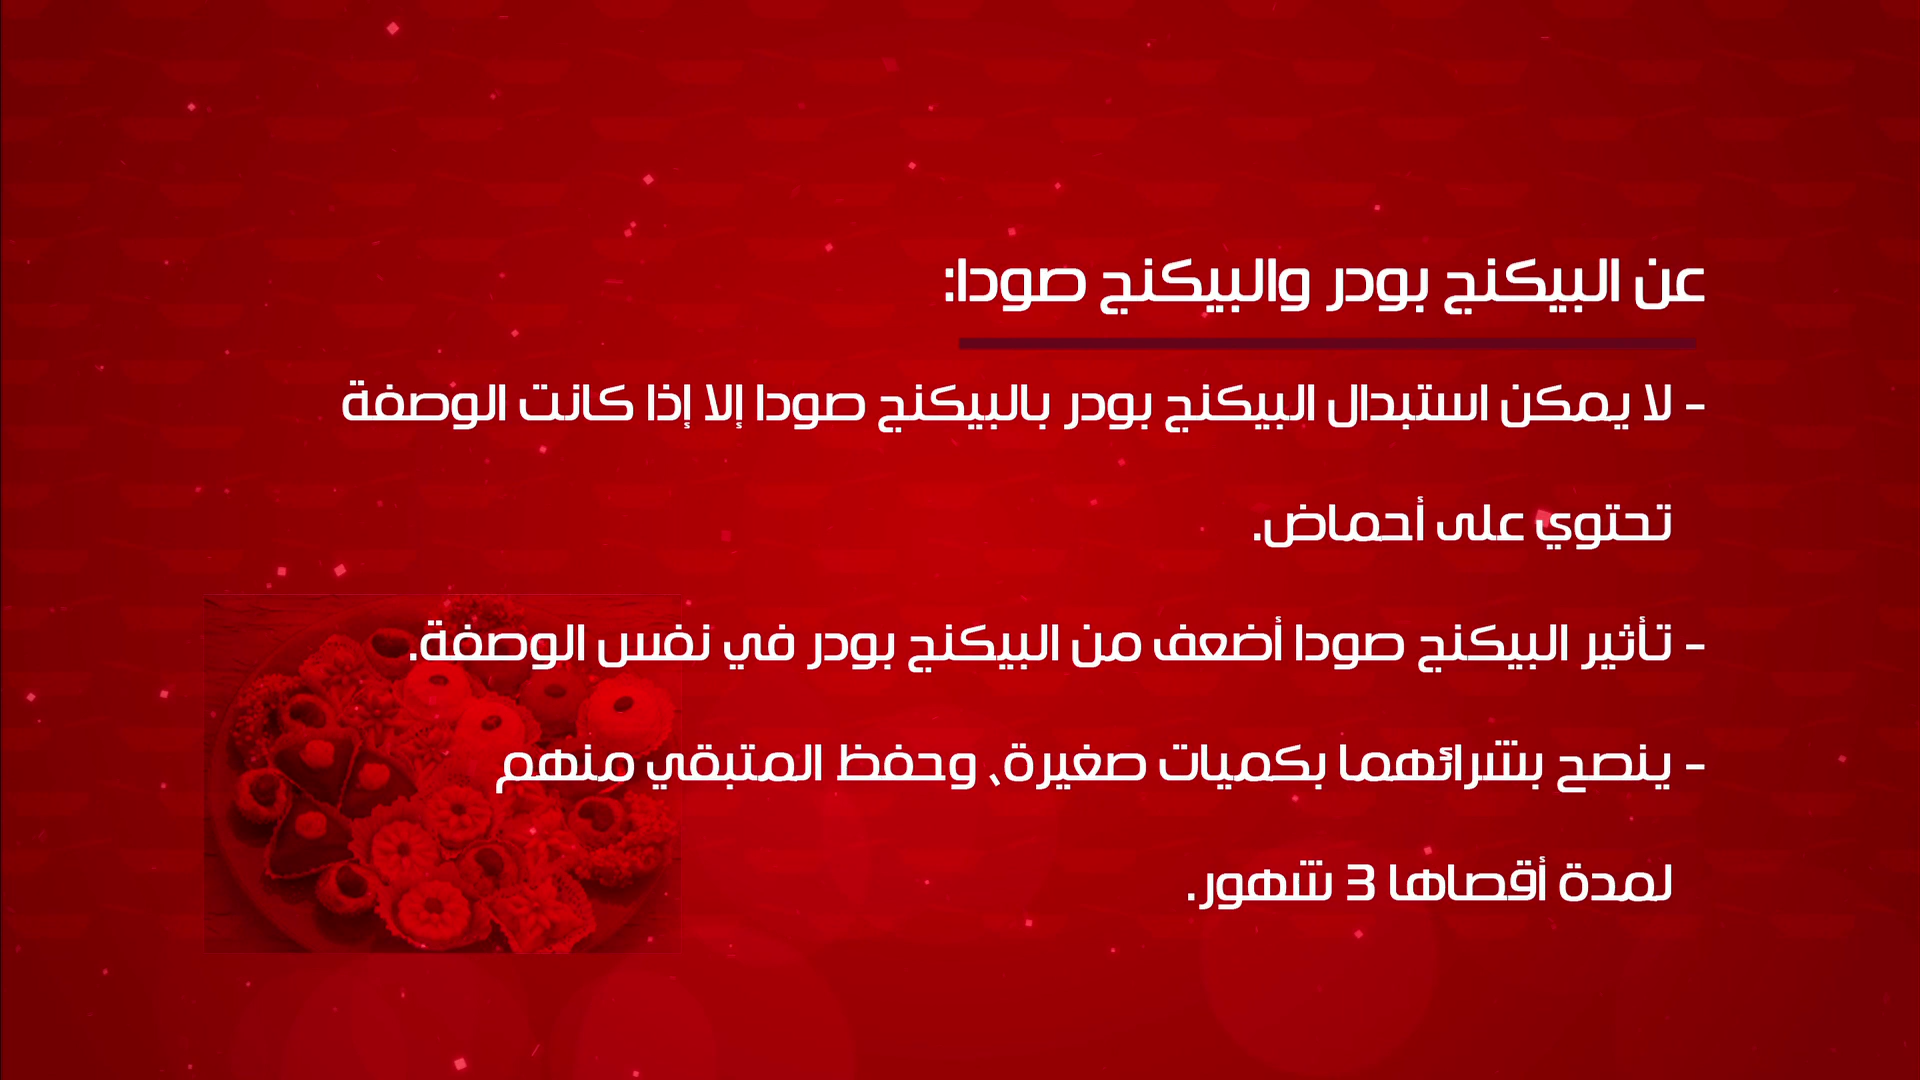 عن البيكنج بودر والبيكنج صودا:
- لا يمكن استبدال البيكنج بودر بالبيكنج صودا إلا إذا كانت الوصفة
تحتوي على أحماض.
- تأثير البيكنج صودا أضعف من البيكنج بودر في نفس الوصفة.
- ينصح بشرائهما بكميات صغيرة، وحفظ المتبقي منهم
لمدة أقصاها 3 شهور.